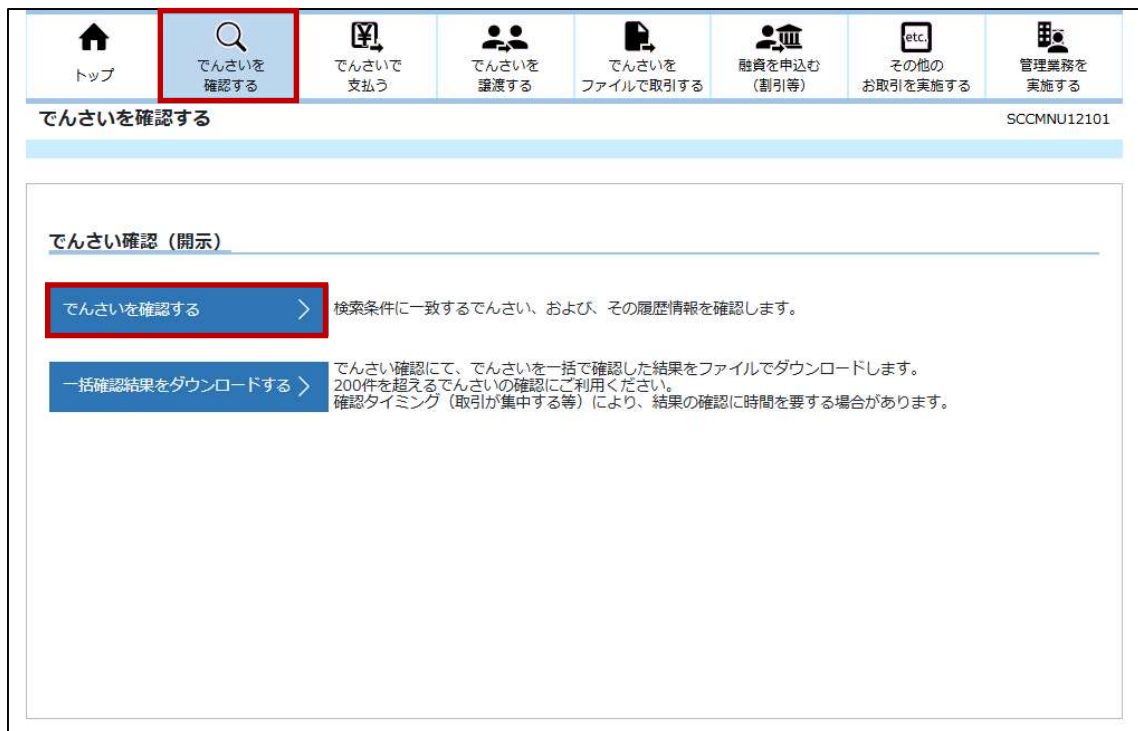 トップ
でんさいを
確認する
でんさいで
支払う
でんさいを
譲渡する
でんさいを
ファイルで取引する
融資を申込む
(割引等)
etc.
その他の
お取引を実施する
管理業務を
実施する
でんさいを確認する
SCCMNU12101
でんさい確認（開示）
でんさいを確認する
検索条件に一致するでんさい、および、その履歴情報を確認します。
一括確認結果をダウンロードする
でんさい確認にて、でんさいを一括で確認した結果をファイルでダウンロードします。
200件を超えるでんさいの確認にご利用ください。
確認タイミング（取引が集中する等）により、結果の確認に時間を要する場合があります。